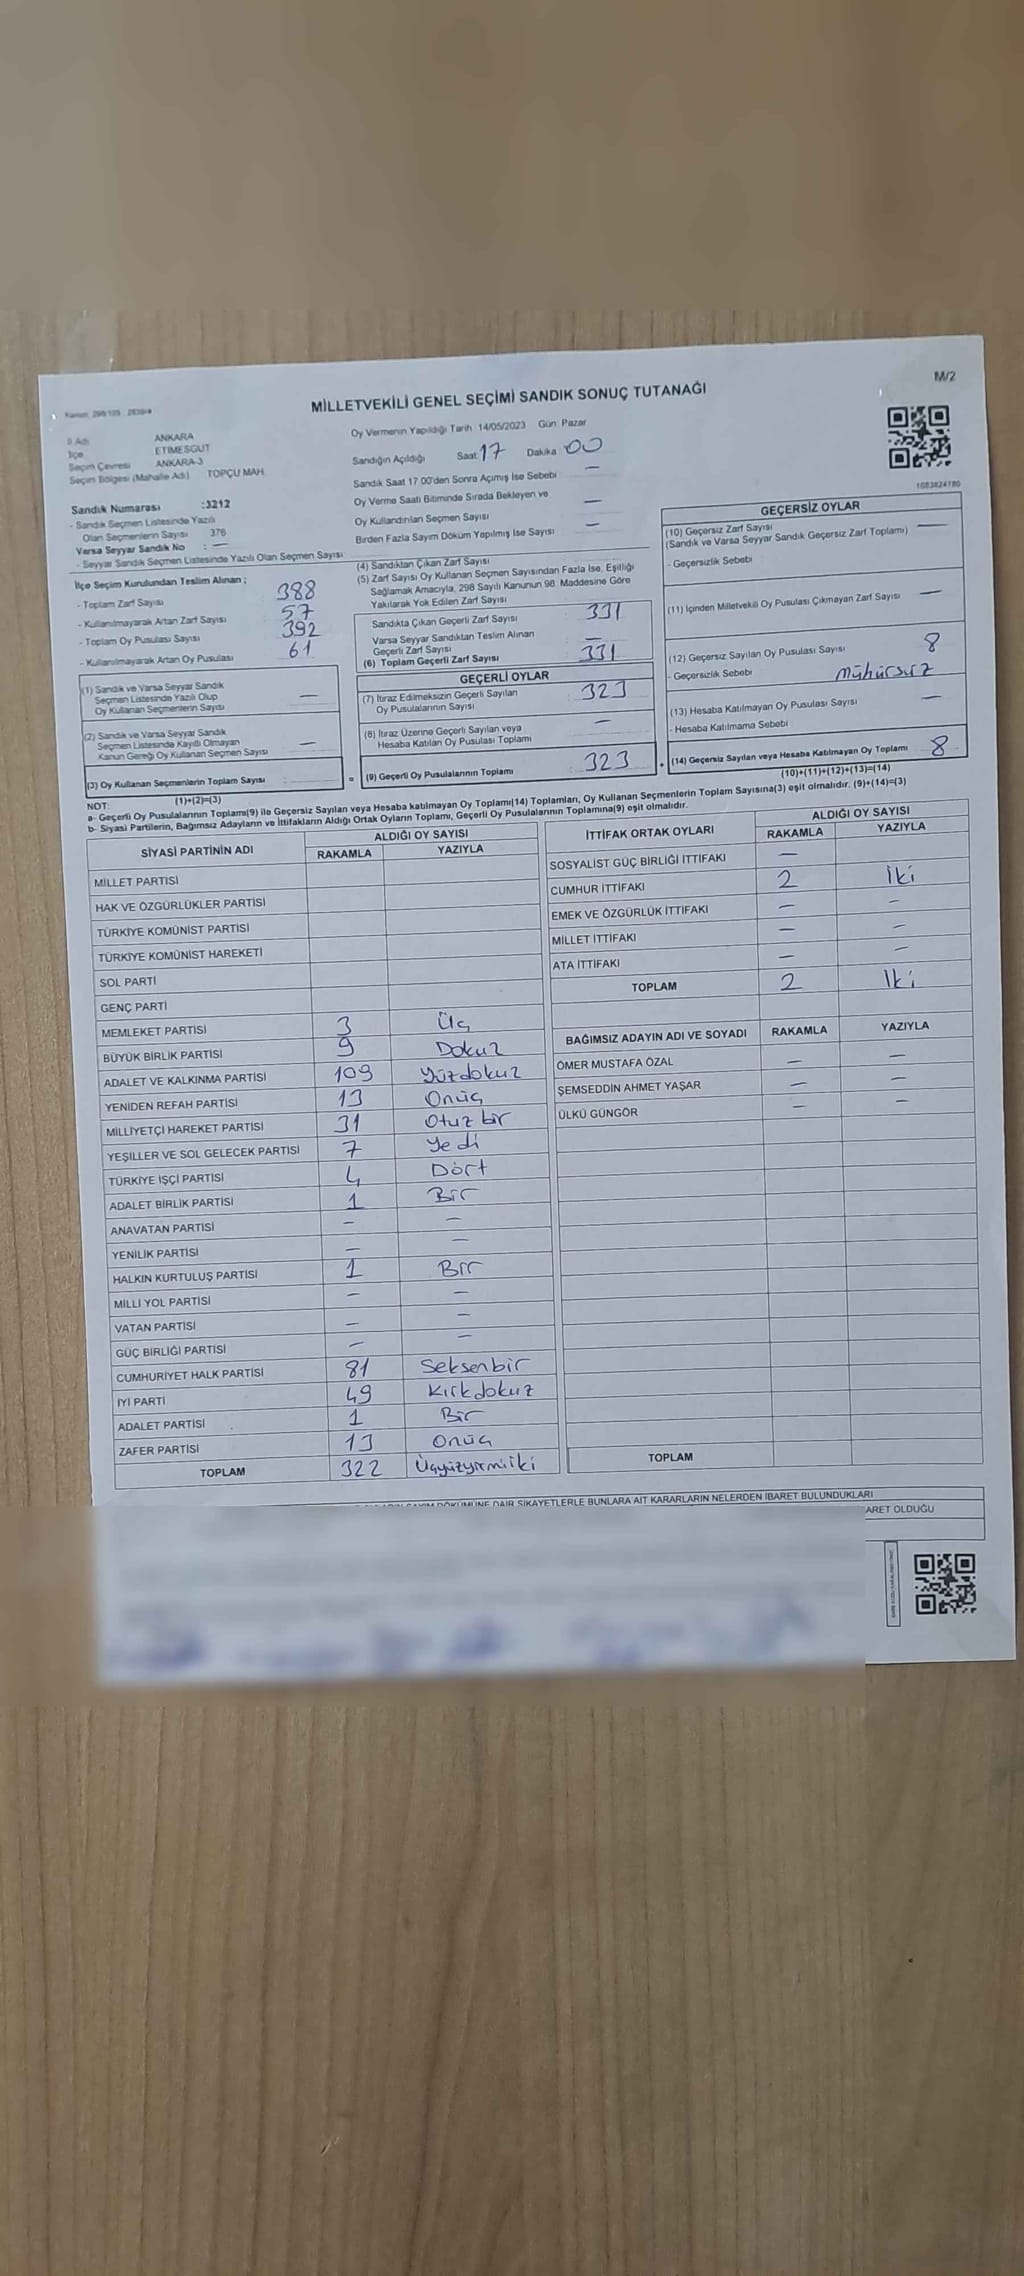 M/2
MİLLETVEKİLİ GENEL SEÇİMİ SANDIK SONUÇ TUTANAĞI
İl Adı ANKARA
İlçe ETİMESGUT
Seçim Çevresi ANKARA-3
Seçim Bölgesi (Mahalle Adı) TOPÇU MAH.
Sandık Numarası :3212
- Sandık Seçmen Listesinde Yazılı
Olan Seçmenlerin Sayısı 376
Varsa Seyyar Sandık No : —
- Seyyar Sandık Seçmen Listesinde Yazılı Olan Seçmen Sayısı:
Oy Vermenin Yapıldığı Tarih :14/05/2023 Gün: Pazar
Sandığın Açıldığı Saat 17 Dakika 00
Sandık Saat 17.00'den Sonra Açımış İse Sebebi —
Oy Verme Saati Bitiminde Sırada Bekleyen ve
Oy Kullandırılan Seçmen Sayısı —
Birden Fazla Sayım Döküm Yapılmış İse Sayısı —
1083824780
İlçe Seçim Kurulundan Teslim Alınan ;
- Toplam Zarf Sayısı 388
- Kullanılmayarak Artan Zarf Sayısı 57
- Toplam Oy Pusulası Sayısı 392
- Kullanılmayarak Artan Oy Pusulası 61
(1) Sandık ve Varsa Seyyar Sandık
Seçmen Listesinde Yazılı Olup
Oy Kullanan Seçmenlerin Sayısı —
(2) Sandık ve Varsa Seyyar Sandık
Seçmen Listesinde Kayıtlı Olmayan
Kanun Gereği Oy Kullanan Seçmen Sayısı —
(3) Oy Kullanan Seçmenlerin Toplam Sayısı :
(1)+(2)=(3)
(4) Sandıktan Çıkan Zarf Sayısı
(5) Zarf Sayısı Oy Kullanan Seçmen Sayısından Fazla İse, Eşitliği
Sağlamak Amacıyla, 298 Sayılı Kanunun 98. Maddesine Göre
Yakılarak Yok Edilen Zarf Sayısı
Sandıkta Çıkan Geçerli Zarf Sayısı 331
Varsa Seyyar Sandıktan Teslim Alınan
Geçerli Zarf Sayısı —
(6) Toplam Geçerli Zarf Sayısı 331
GEÇERLİ OYLAR
(7) İtiraz Edilmeksizin Geçerli Sayılan
Oy Pusulalarının Sayısı 323
(8) İtiraz Üzerine Geçerli Sayılan veya
Hesaba Katılan Oy Pusulası Toplamı —
= (9) Geçerli Oy Pusulalarının Toplamı : 323
GEÇERSİZ OYLAR
(10) Geçersiz Zarf Sayısı
(Sandık ve Varsa Seyyar Sandık Geçersiz Zarf Toplamı) —
- Geçersizlik Sebebi
(11) İçinden Milletvekili Oy Pusulası Çıkmayan Zarf Sayısı —
(12) Geçersiz Sayılan Oy Pusulası Sayısı 8
- Geçersizlik Sebebi mühürsüz
(13) Hesaba Katılmayan Oy Pusulası Sayısı —
- Hesaba Katılmama Sebebi
+ (14) Geçersiz Sayılan veya Hesaba Katılmayan Oy Toplamı 8
(10)+(11)+(12)+(13)=(14)
NOT:
a- Geçerli Oy Pusulalarının Toplamı(9) ile Geçersiz Sayılan veya Hesaba katılmayan Oy Toplamı(14) Toplamları, Oy Kullanan Seçmenlerin Toplam Sayısına(3) eşit olmalıdır. (9)+(14)=(3)
b- Siyasi Partilerin, Bağımsız Adayların ve İttifakların Aldığı Ortak Oyların Toplamı, Geçerli Oy Pusulalarının Toplamına(9) eşit olmalıdır.
SİYASİ PARTİNİN ADI ALDIĞI OY SAYISI
RAKAMLA YAZIYLA
MİLLET PARTİSİ
HAK VE ÖZGÜRLÜKLER PARTİSİ
TÜRKİYE KOMÜNİST PARTİSİ
TÜRKİYE KOMÜNİST HAREKETİ
SOL PARTİ
GENÇ PARTİ
MEMLEKET PARTİSİ 3 Üç
BÜYÜK BİRLİK PARTİSİ 9 Dokuz
ADALET VE KALKINMA PARTİSİ 109 Yüzdokuz
YENİDEN REFAH PARTİSİ 13 Onüç
MİLLİYETÇİ HAREKET PARTİSİ 31 Otuz bir
YEŞİLLER VE SOL GELECEK PARTİSİ 7 Yedi
TÜRKİYE İŞÇİ PARTİSİ 4 Dört
ADALET BİRLİK PARTİSİ 1 Bir
ANAVATAN PARTİSİ — —
YENİLİK PARTİSİ — —
HALKIN KURTULUŞ PARTİSİ 1 Bir
MİLLİ YOL PARTİSİ — —
VATAN PARTİSİ — —
GÜÇ BİRLİĞİ PARTİSİ — —
CUMHURİYET HALK PARTİSİ 81 Seksenbir
İYİ PARTİ 49 Kırkdokuz
ADALET PARTİSİ 1 Bir
ZAFER PARTİSİ 13 Onüç
TOPLAM 322 Üçyüzyirmiiki
İTTİFAK ORTAK OYLARI ALDIĞI OY SAYISI
RAKAMLA YAZIYLA
SOSYALİST GÜÇ BİRLİĞİ İTTİFAKI —
CUMHUR İTTİFAKI 2 İki
EMEK VE ÖZGÜRLÜK İTTİFAKI — —
MİLLET İTTİFAKI — —
ATA İTTİFAKI — —
TOPLAM 2 İki
BAĞIMSIZ ADAYIN ADI VE SOYADI RAKAMLA YAZIYLA
ÖMER MUSTAFA ÖZAL — —
ŞEMSEDDİN AHMET YAŞAR — —
ÜLKÜ GÜNGÖR — —
TOPLAM
DÖKÜMÜNE DAİR ŞİKAYETLERLE BUNLARA AİT KARARLARIN NELERDEN İBARET BULUNDUKLARI
OLDUĞU